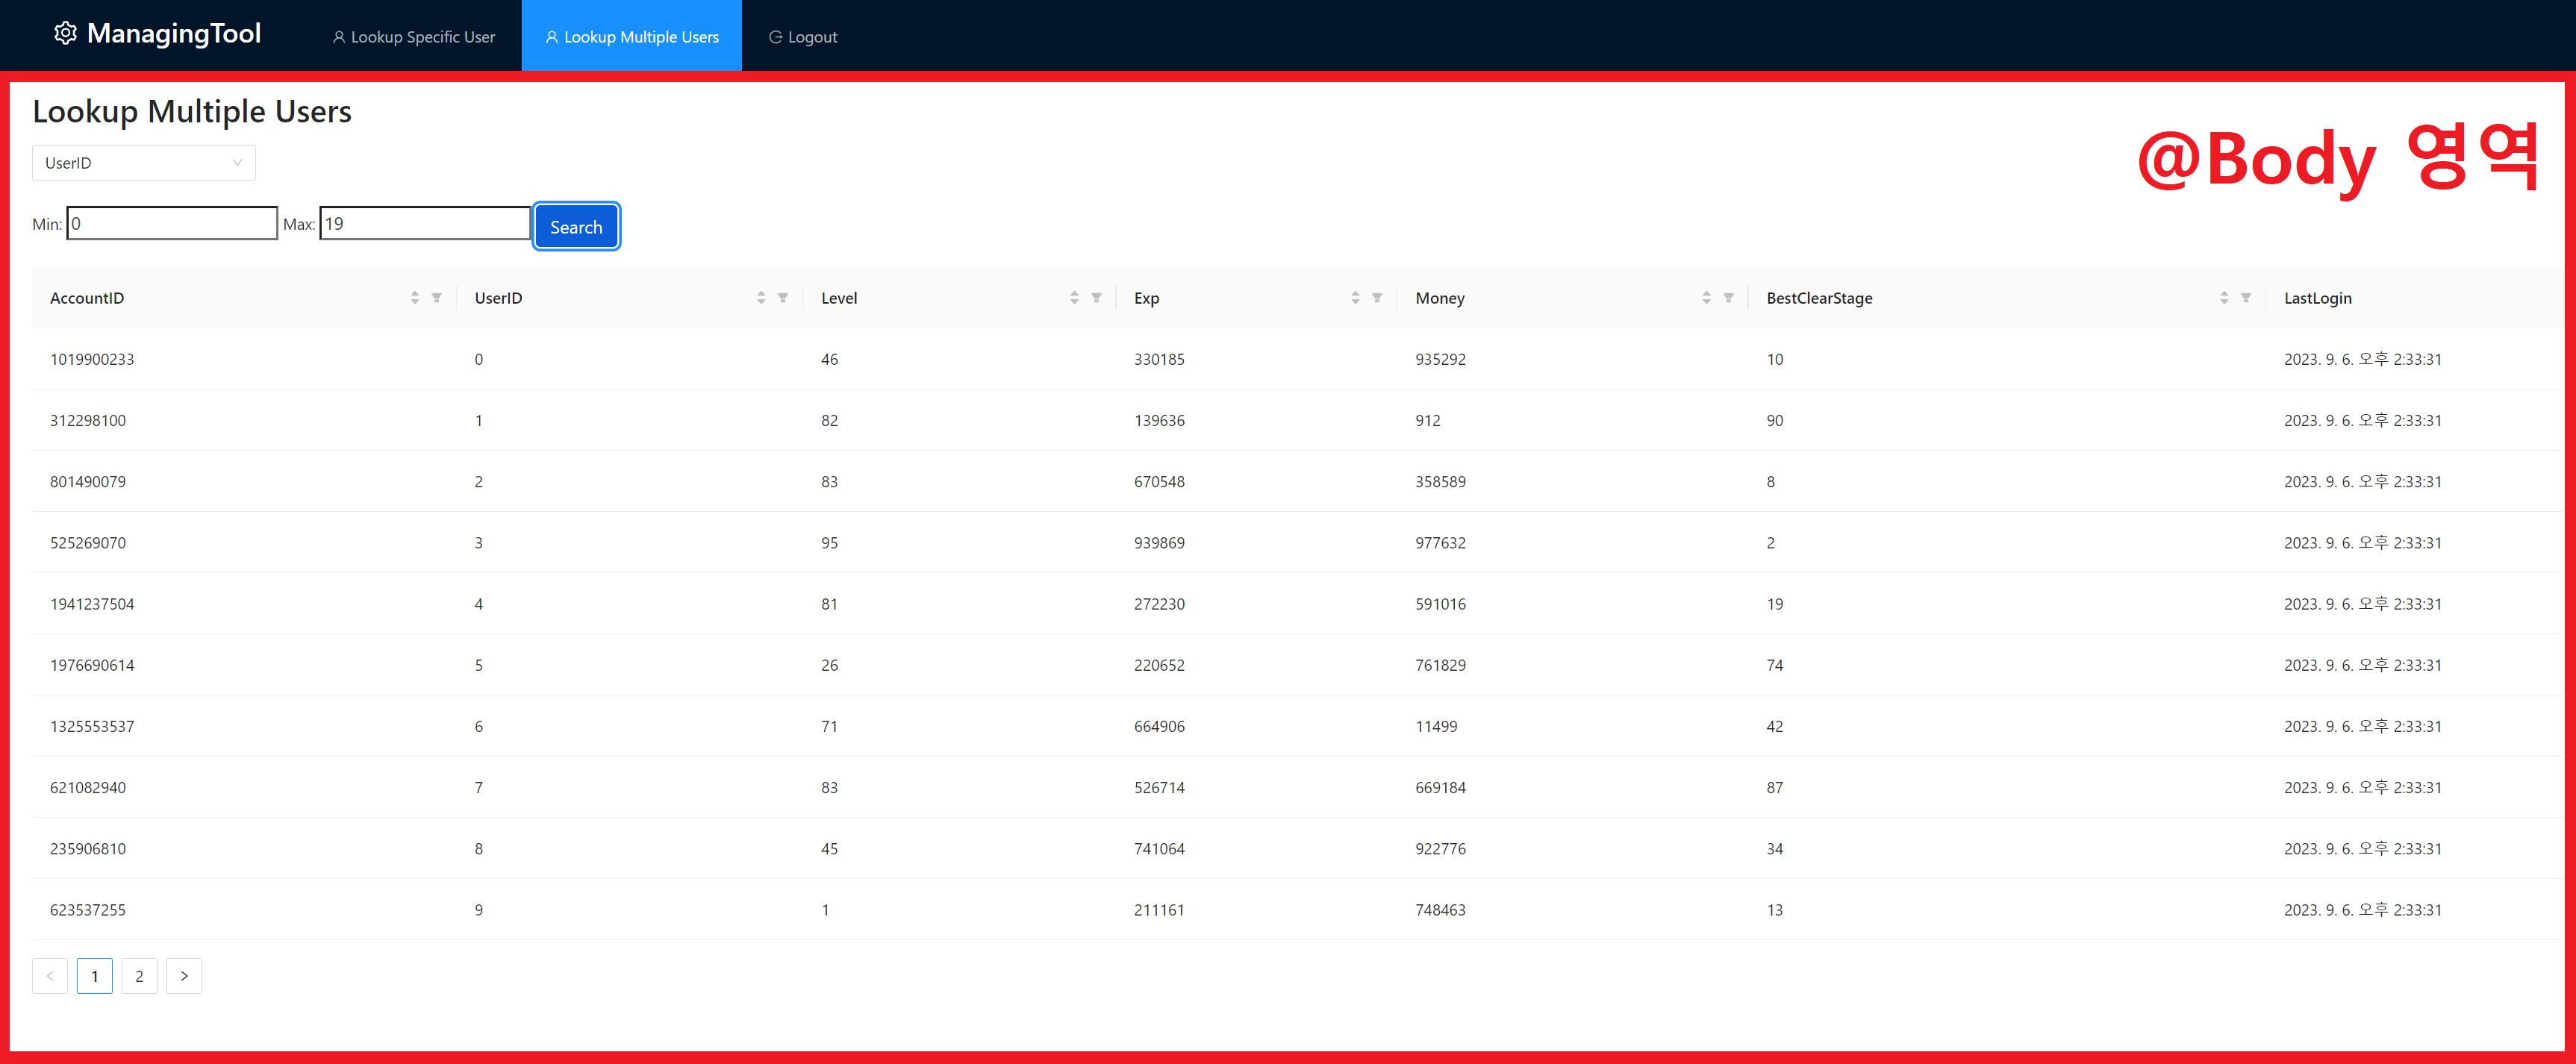 ManagingTool Lookup Specific User Lookup Multiple Users Logout
Lookup Multiple Users
@Body 영역
UserID
Min: 0 Max: 19 Search
AccountID UserID Level Exp Money BestClearStage LastLogin
1019900233 0 46 330185 935292 10 2023. 9. 6. 오후 2:33:31
312298100 1 82 139636 912 90 2023. 9. 6. 오후 2:33:31
801490079 2 83 670548 358589 8 2023. 9. 6. 오후 2:33:31
525269070 3 95 939869 977632 2 2023. 9. 6. 오후 2:33:31
1941237504 4 81 272230 591016 19 2023. 9. 6. 오후 2:33:31
1976690614 5 26 220652 761829 74 2023. 9. 6. 오후 2:33:31
1325553537 6 71 664906 11499 42 2023. 9. 6. 오후 2:33:31
621082940 7 83 526714 669184 87 2023. 9. 6. 오후 2:33:31
235906810 8 45 741064 922776 34 2023. 9. 6. 오후 2:33:31
623537255 9 1 211161 748463 13 2023. 9. 6. 오후 2:33:31
< 1 2 >